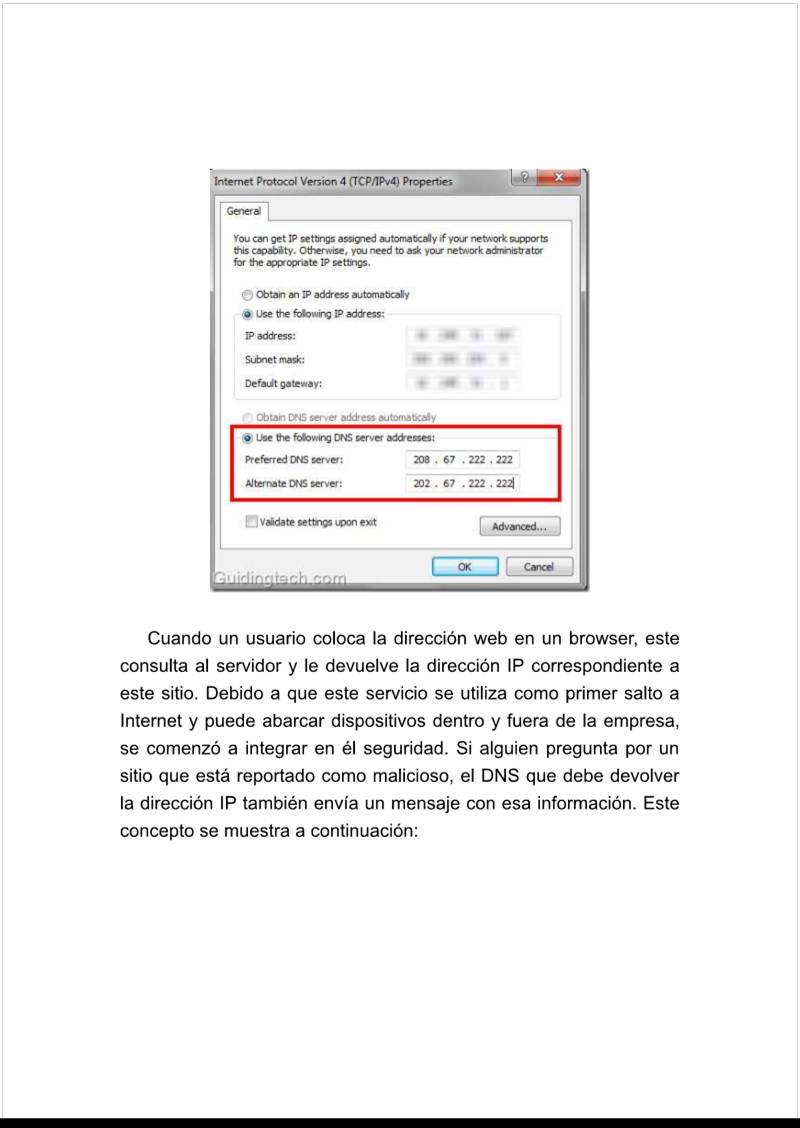 Internet Protocol Version 4 (TCP/IPv4) Properties
General
You can get IP settings assigned automatically if your network supports
this capability. Otherwise, you need to ask your network administrator
for the appropriate IP settings.
Obtain an IP address automatically
Use the following IP address:
IP address:
Subnet mask:
Default gateway:
Obtain DNS server address automatically
Use the following DNS server addresses:
Preferred DNS server: 208 . 67 . 222 . 222
Alternate DNS server: 202 . 67 . 222 . 222
Validate settings upon exit
Advanced...
OK Cancel
Guidingtech.com
Cuando un usuario coloca la dirección web en un browser, este
consulta al servidor y le devuelve la dirección IP correspondiente a
este sitio. Debido a que este servicio se utiliza como primer salto a
Internet y puede abarcar dispositivos dentro y fuera de la empresa,
se comenzó a integrar en él seguridad. Si alguien pregunta por un
sitio que está reportado como malicioso, el DNS que debe devolver
la dirección IP también envía un mensaje con esa información. Este
concepto se muestra a continuación: